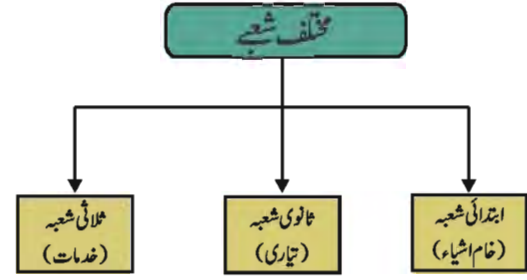 مختلف شعبے
ابتدائی شعبہ
(خام اشیاء)
ثانوی شعبہ
(تیاری)
ثلاثی شعبہ
(خدمات)